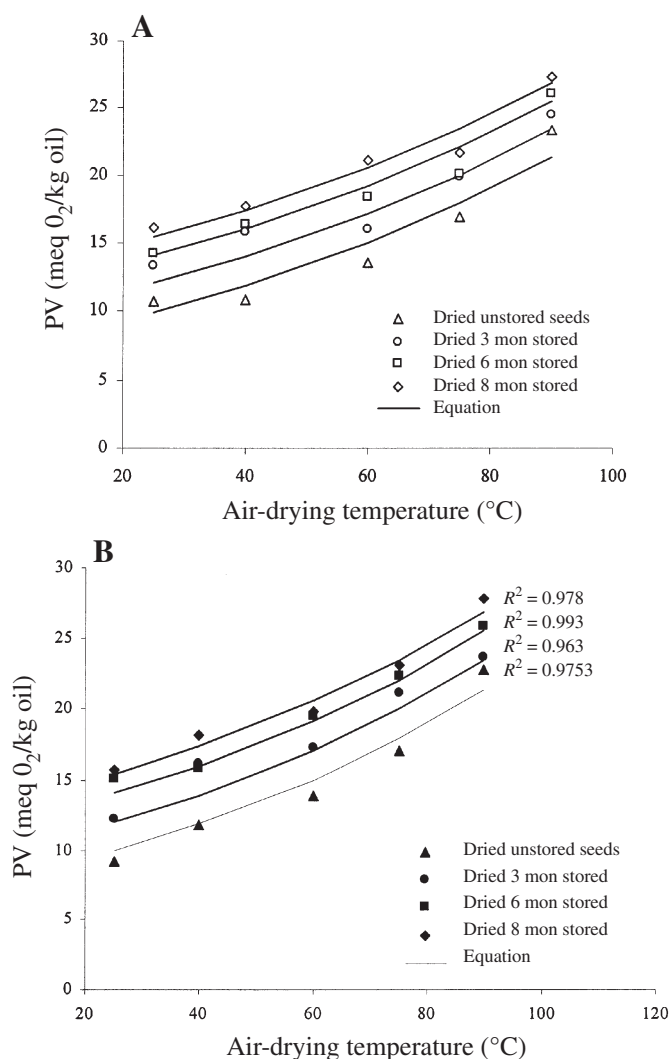 A
30
25
20
15
10
5
0
PV (meq 0₂/kg oil)
Dried unstored seeds
Dried 3 mon stored
Dried 6 mon stored
Dried 8 mon stored
Equation
20 40 60 80 100
Air-drying temperature (°C)
B
30
25
20
15
10
5
0
PV (meq 0₂/kg oil)
R² = 0.978
R² = 0.993
R² = 0.963
R² = 0.9753
Dried unstored seeds
Dried 3 mon stored
Dried 6 mon stored
Dried 8 mon stored
Equation
20 40 60 80 100 120
Air-drying temperature (°C)